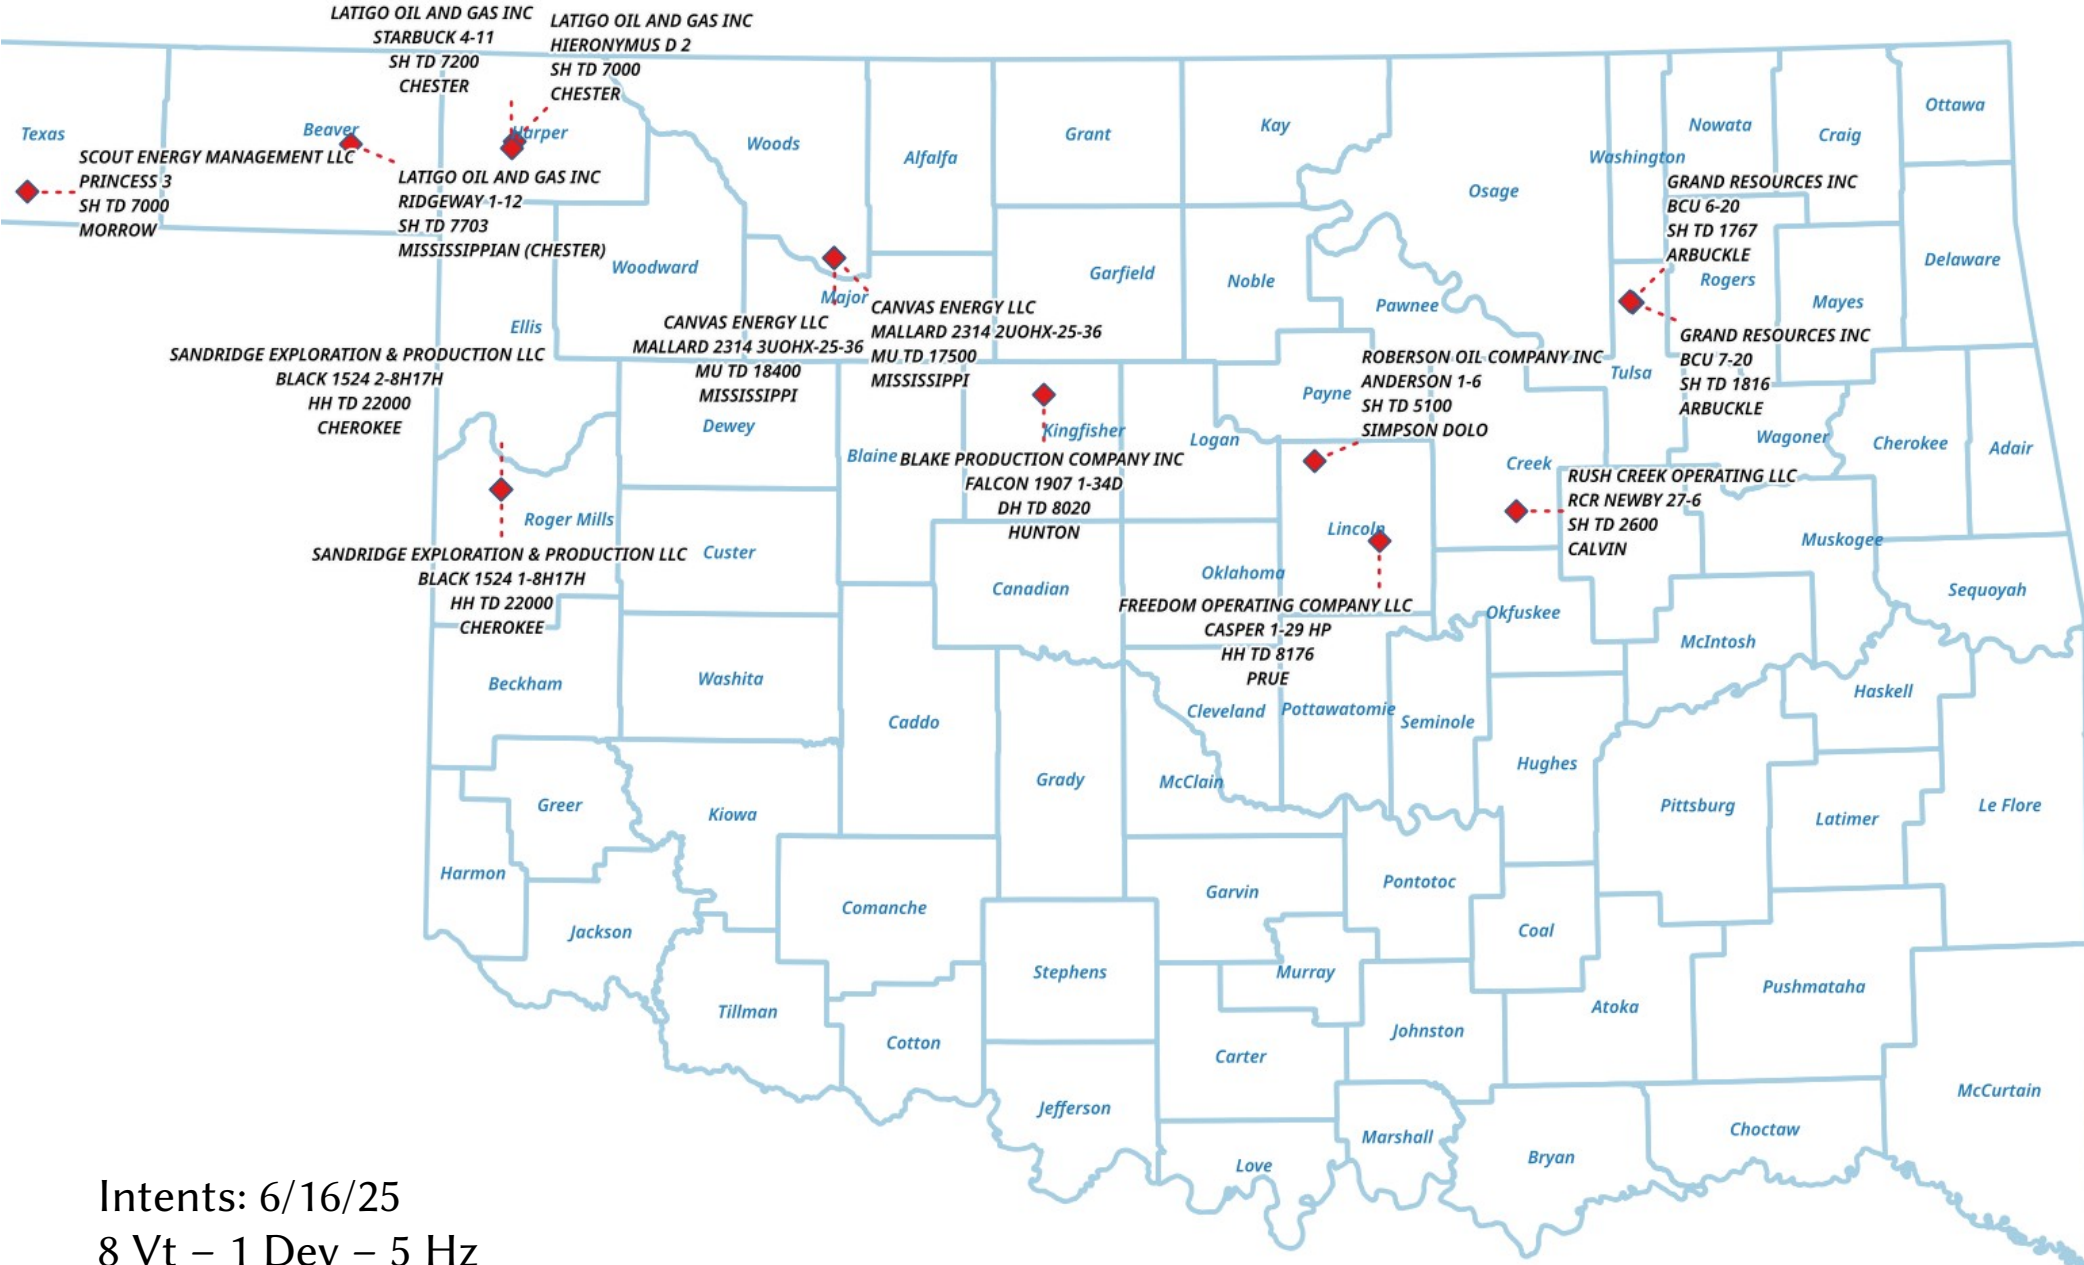 LATIGO OIL AND GAS INC
STARBUCK 4-11
SH TD 7200
CHESTER
LATIGO OIL AND GAS INC
HIERONYMUS D 2
SH TD 7000
CHESTER
Texas
Beaver
Harper
Woods
Alfalfa
Grant
Kay
Osage
Washington
Nowata
Craig
Ottawa
SCOUT ENERGY MANAGEMENT LLC
PRINCESS 3
SH TD 7000
MORROW
LATIGO OIL AND GAS INC
RIDGEWAY 1-12
SH TD 7703
MISSISSIPPIAN (CHESTER)
GRAND RESOURCES INC
BCU 6-20
SH TD 1767
ARBUCKLE
Woodward
Major
Garfield
Noble
Pawnee
Rogers
Mayes
Delaware
Ellis
CANVAS ENERGY LLC
MALLARD 2314 3UOHX-25-36
MU TD 18400
MISSISSIPPI
CANVAS ENERGY LLC
MALLARD 2314 2UOHX-25-36
MU TD 17500
MISSISSIPPI
GRAND RESOURCES INC
BCU 7-20
SH TD 1816
ARBUCKLE
SANDRIDGE EXPLORATION & PRODUCTION LLC
BLACK 1524 2-8H17H
HH TD 22000
CHEROKEE
ROBERSON OIL COMPANY INC
ANDERSON 1-6
SH TD 5100
SIMPSON DOLO
Tulsa
Payne
Dewey
Blaine
Kingfisher
Logan
Creek
Wagoner
Cherokee
Adair
BLAKE PRODUCTION COMPANY INC
FALCON 1907 1-34D
DH TD 8020
HUNTON
RUSH CREEK OPERATING LLC
RCR NEWBY 27-6
SH TD 2600
CALVIN
Roger Mills
Custer
Lincoln
Muskogee
SANDRIDGE EXPLORATION & PRODUCTION LLC
BLACK 1524 1-8H17H
HH TD 22000
CHEROKEE
Canadian
Oklahoma
Okfuskee
Sequoyah
FREEDOM OPERATING COMPANY LLC
CASPER 1-29 HP
HH TD 8176
PRUE
McIntosh
Beckham
Washita
Caddo
Cleveland
Pottawatomie
Seminole
Haskell
Greer
Kiowa
Grady
McClain
Hughes
Pittsburg
Latimer
Le Flore
Harmon
Jackson
Comanche
Garvin
Pontotoc
Coal
Stephens
Murray
Pushmataha
Tillman
Cotton
Carter
Johnston
Atoka
Jefferson
Marshall
Choctaw
McCurtain
Love
Bryan
Intents: 6/16/25
8 Vt – 1 Dev – 5 Hz